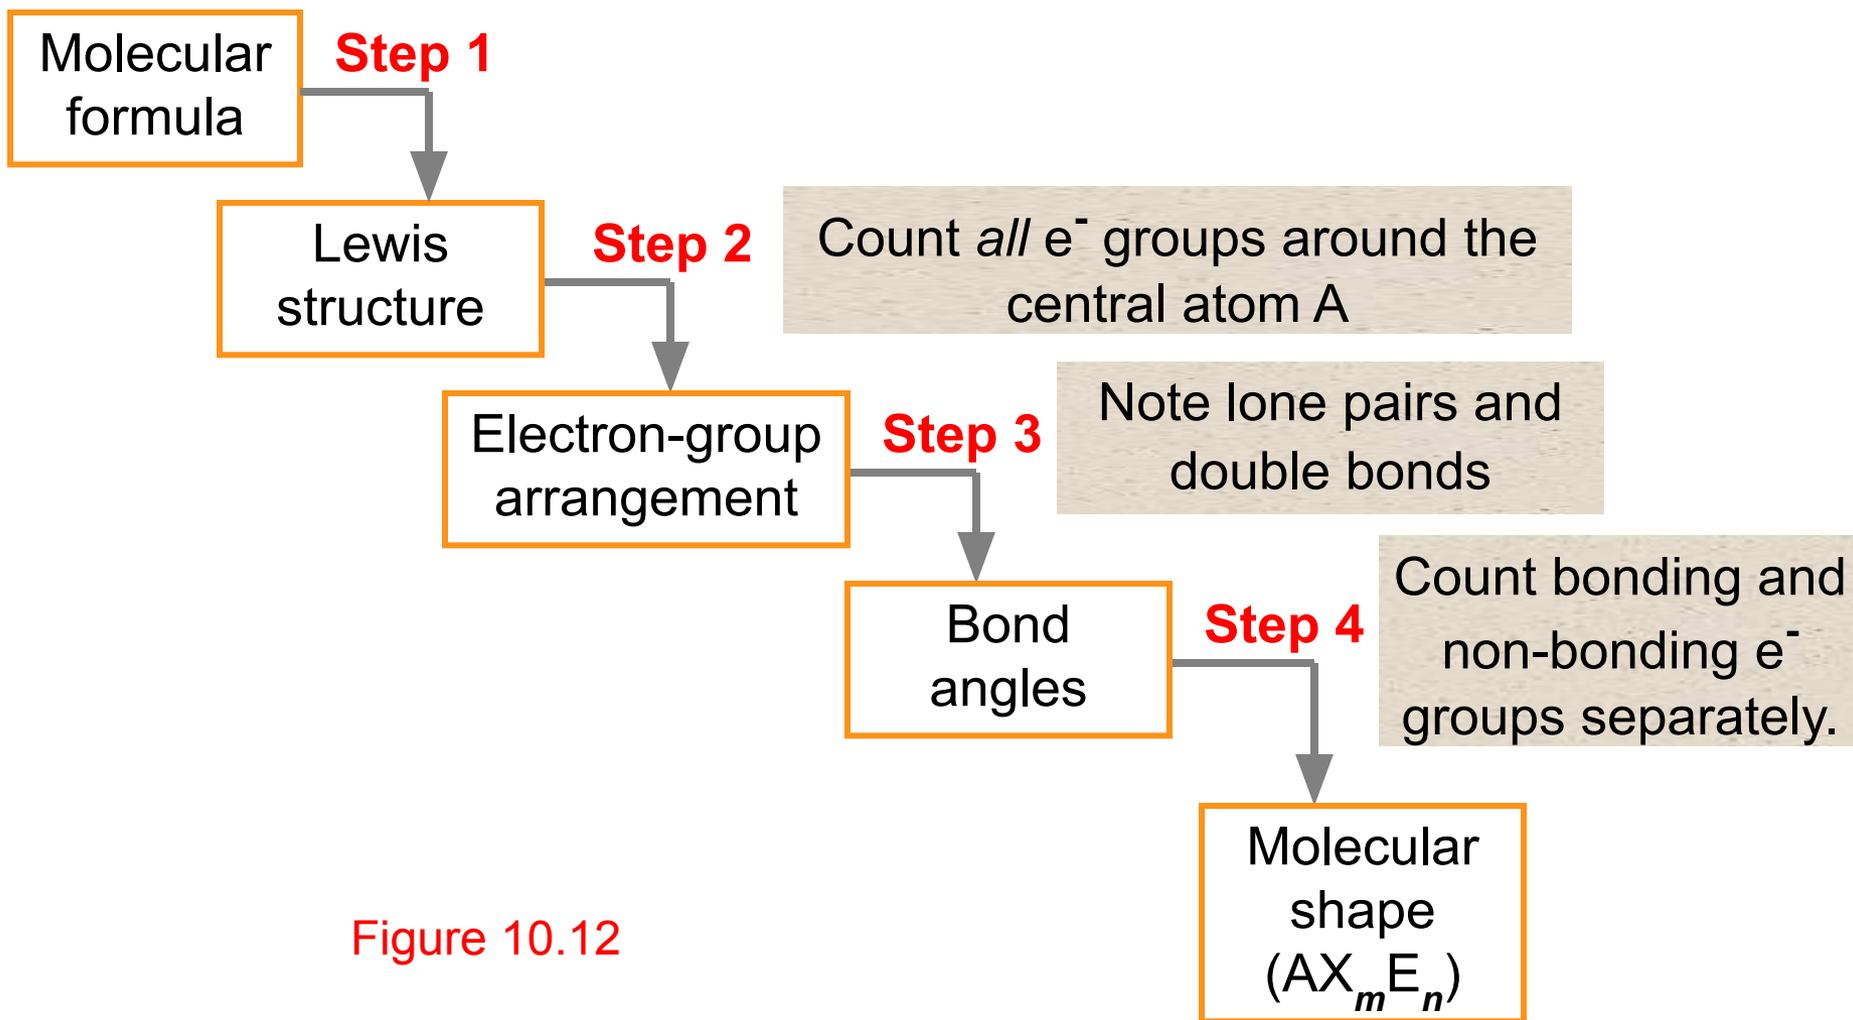 Molecular
formula
Step 1
Lewis
structure
Step 2
Count all e⁻ groups around the
central atom A
Electron-group
arrangement
Step 3
Note lone pairs and
double bonds
Bond
angles
Step 4
Count bonding and
non-bonding e⁻
groups separately.
Molecular
shape
(AXₘEₙ)
Figure 10.12